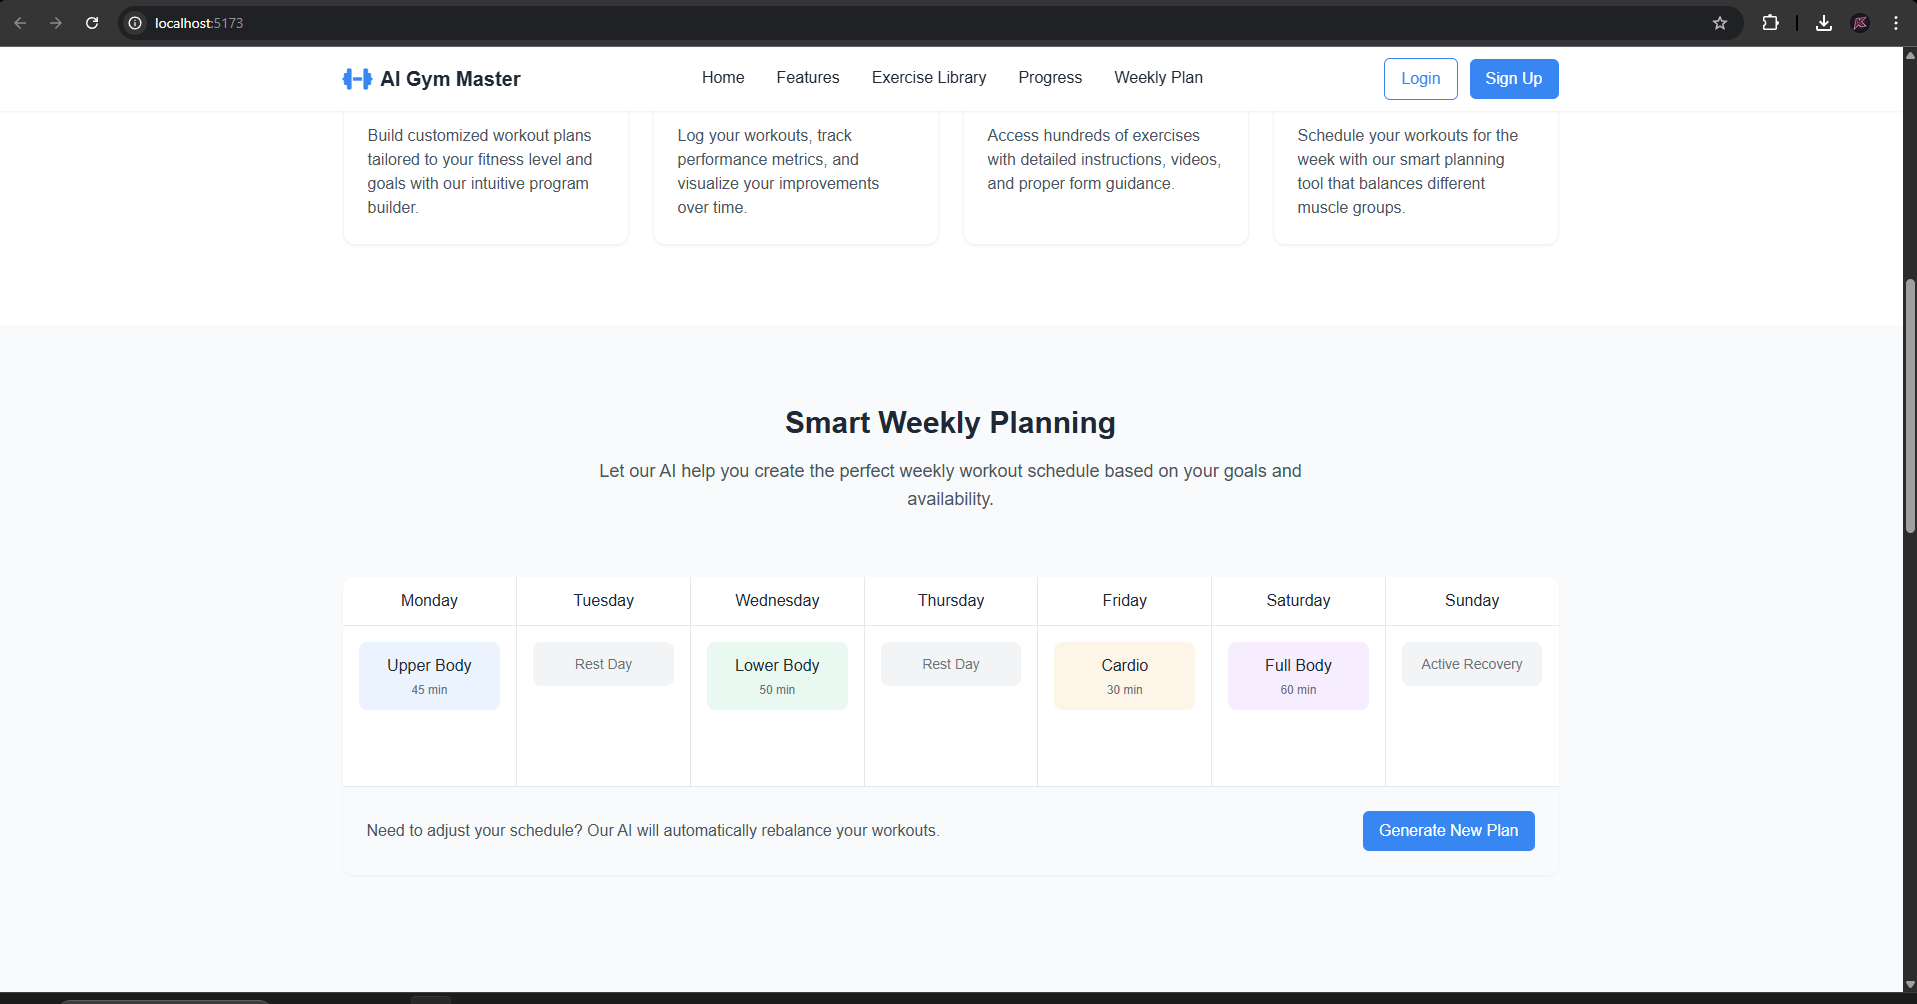 localhost:5173
AI Gym Master
Home Features Exercise Library Progress Weekly Plan
Login Sign Up
Build customized workout plans
tailored to your fitness level and
goals with our intuitive program
builder.
Log your workouts, track
performance metrics, and
visualize your improvements
over time.
Access hundreds of exercises
with detailed instructions, videos,
and proper form guidance.
Schedule your workouts for the
week with our smart planning
tool that balances different
muscle groups.
Smart Weekly Planning
Let our AI help you create the perfect weekly workout schedule based on your goals and
availability.
Monday Tuesday Wednesday Thursday Friday Saturday Sunday
Upper Body
45 min
Rest Day
Lower Body
50 min
Rest Day
Cardio
30 min
Full Body
60 min
Active Recovery
Need to adjust your schedule? Our AI will automatically rebalance your workouts.
Generate New Plan